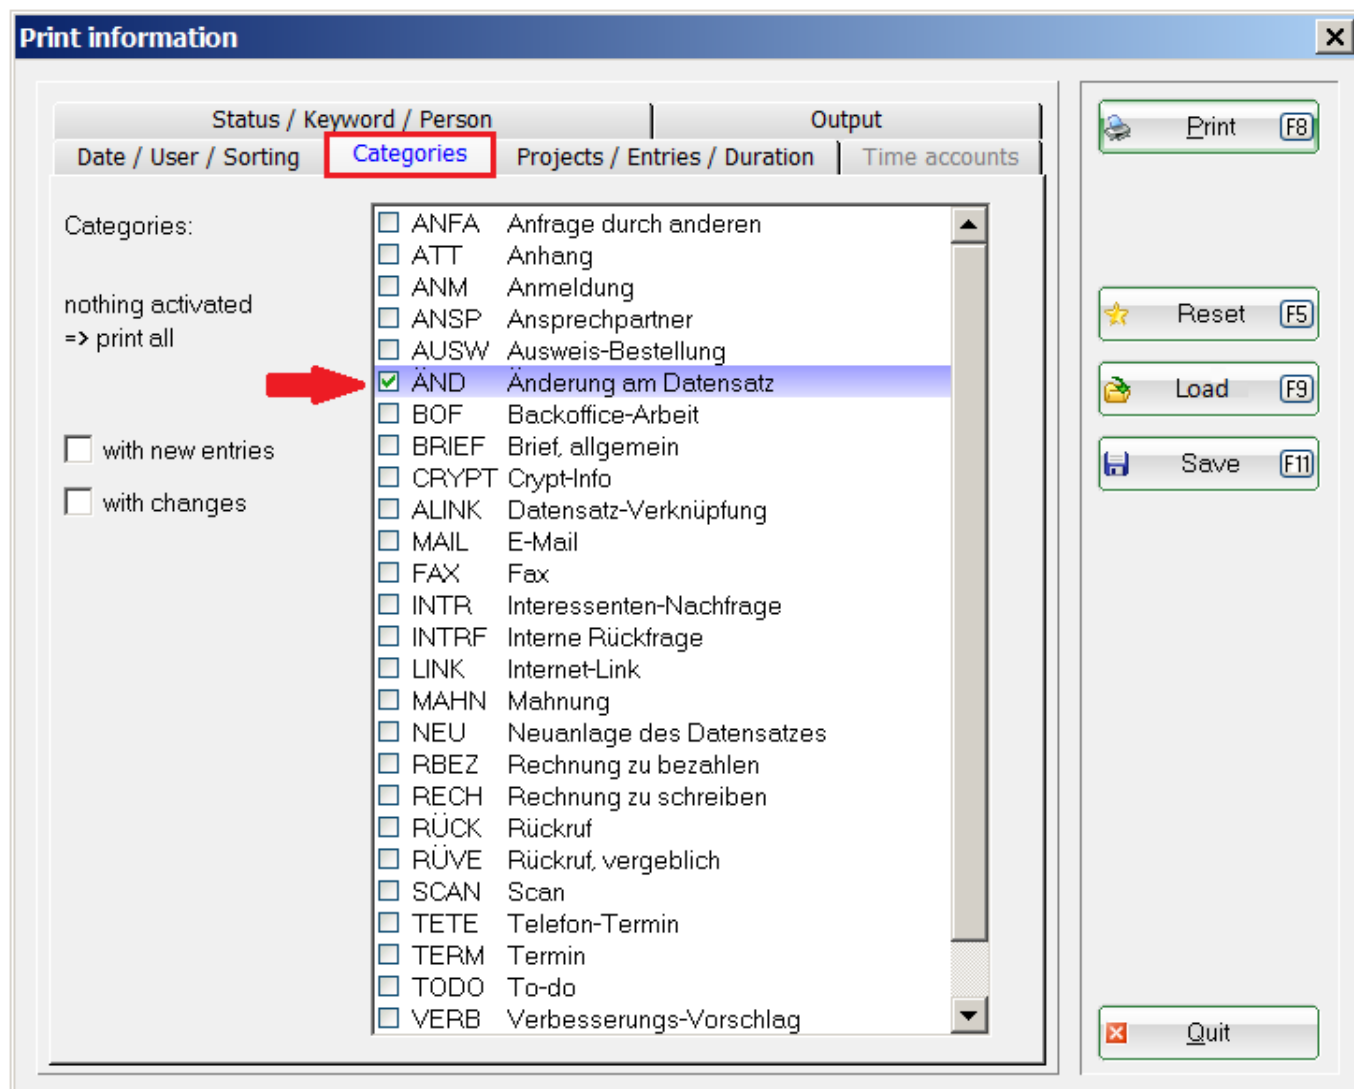 Print information
Status / Keyword / Person
Output
Date / User / Sorting
Categories
Projects / Entries / Duration
Time accounts
Categories:
nothing activated
=> print all
with new entries
with changes
ANFA Anfrage durch anderen
ATT Anhang
ANM Anmeldung
ANSP Ansprechpartner
AUSW Ausweis-Bestellung
ÄND Änderung am Datensatz
BOF Backoffice-Arbeit
BRIEF Brief, allgemein
CRYPT Crypt-Info
ALINK Datensatz-Verknüpfung
MAIL E-Mail
FAX Fax
INTR Interessenten-Nachfrage
INTRF Interne Rückfrage
LINK Internet-Link
MAHN Mahnung
NEU Neuanlage des Datensatzes
RBEZ Rechnung zu bezahlen
RECH Rechnung zu schreiben
RÜCK Rückruf
RÜVE Rückruf, vergeblich
SCAN Scan
TETE Telefon-Termin
TERM Termin
TODO To-do
VERB Verbesserungs-Vorschlag
Print F8
Reset F5
Load F9
Save F11
Quit